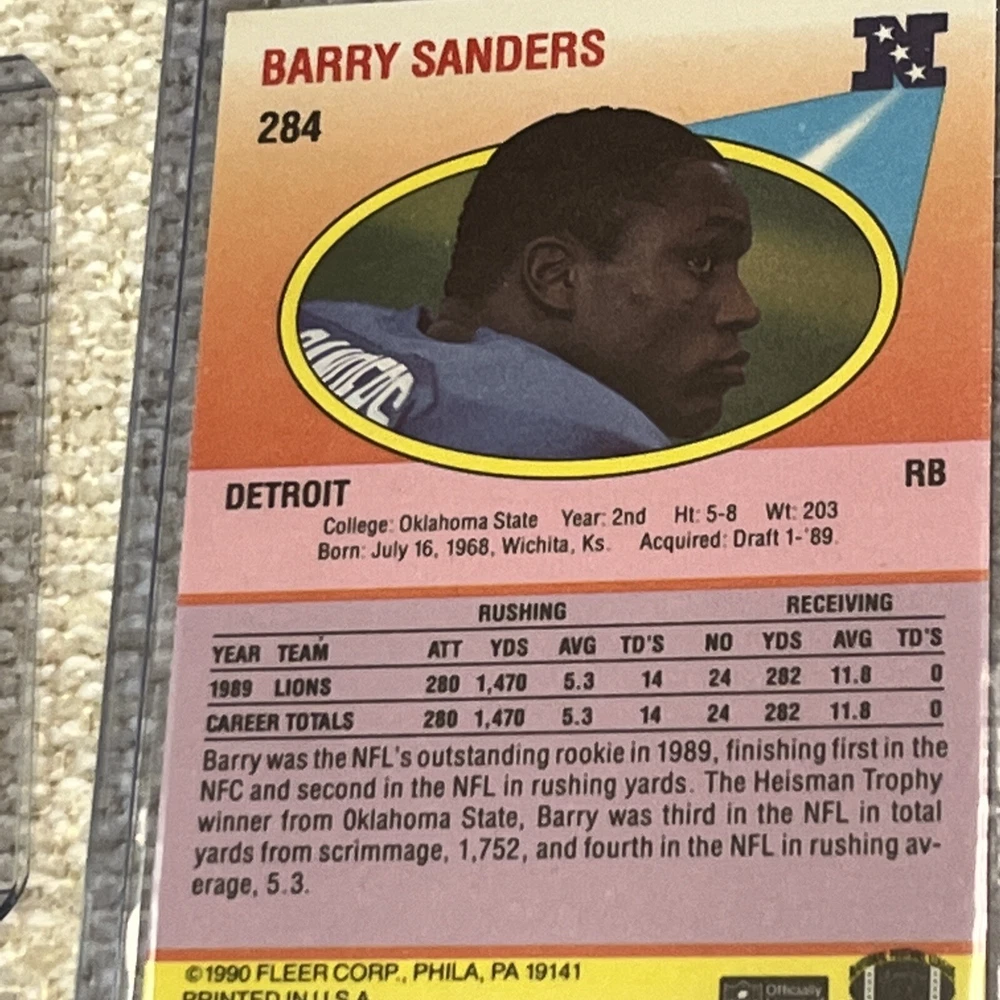 BARRY SANDERS
284
DETROIT
RB
College: Oklahoma State Year: 2nd Ht: 5-8 Wt: 203
Born: July 16, 1968, Wichita, Ks. Acquired: Draft 1-'89.
RUSHING RECEIVING
YEAR TEAM ATT YDS AVG TD'S NO YDS AVG TD'S
1989 LIONS 280 1,470 5.3 14 24 282 11.8 0
CAREER TOTALS 280 1,470 5.3 14 24 282 11.8 0
Barry was the NFL's outstanding rookie in 1989, finishing first in the
NFC and second in the NFL in rushing yards. The Heisman Trophy
winner from Oklahoma State, Barry was third in the NFL in total
yards from scrimmage, 1,752, and fourth in the NFL in rushing av-
erage, 5.3.
©1990 FLEER CORP., PHILA, PA 19141
PRINTED IN U.S.A.
Officially